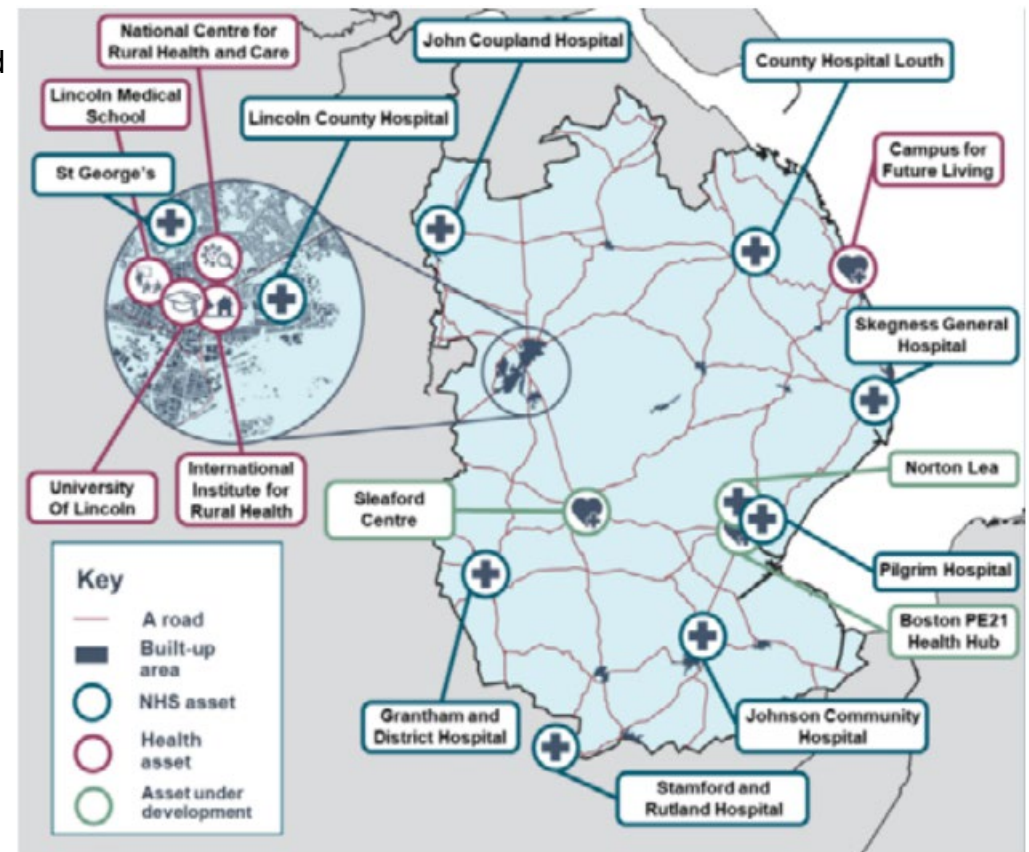 National Centre for
Rural Health and Care
John Coupland Hospital
County Hospital Louth
Lincoln Medical
School
Lincoln County Hospital
St George's
Campus for
Future Living
Skegness General
Hospital
Norton Lea
University
Of Lincoln
International
Institute for
Rural Health
Sleaford
Centre
Pilgrim Hospital
Boston PE21
Health Hub
Key
A road
Built-up
area
NHS asset
Health
asset
Asset under
development
Grantham and
District Hospital
Johnson Community
Hospital
Stamford and
Rutland Hospital